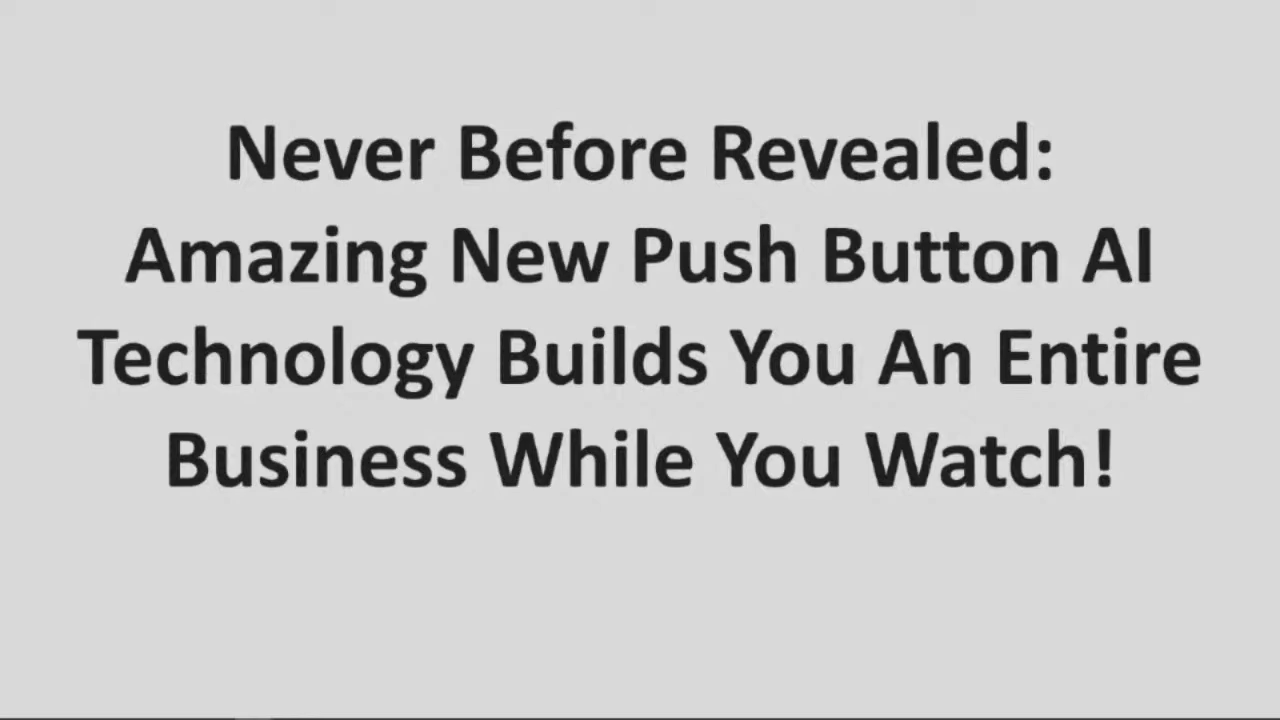 Never Before Revealed:
Amazing New Push Button AI
Technology Builds You An Entire
Business While You Watch!